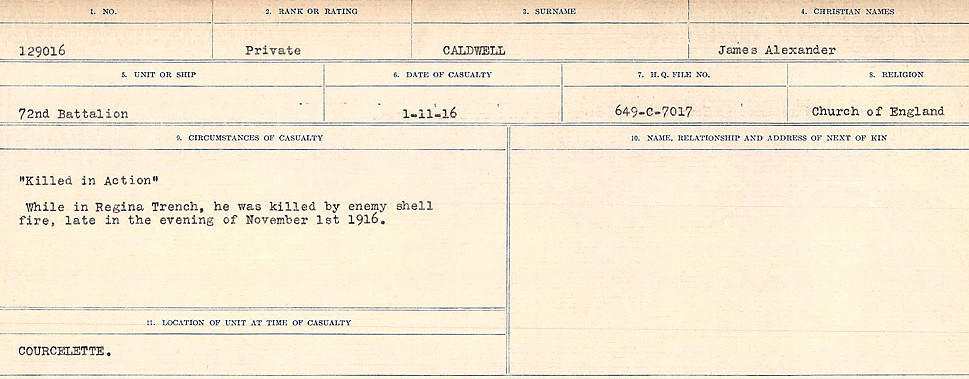 1. NO. 2. RANK OR RATING 3. SURNAME 4. CHRISTIAN NAMES
129016 Private CALDWELL James Alexander
5. UNIT OR SHIP 6. DATE OF CASUALTY 7. H.Q. FILE NO. 8. RELIGION
72nd Battalion 1-11-16 649-C-7017 Church of England
9. CIRCUMSTANCES OF CASUALTY 10. NAME, RELATIONSHIP AND ADDRESS OF NEXT OF KIN
"Killed in Action"
While in Regina Trench, he was killed by enemy shell
fire, late in the evening of November 1st 1916.
11. LOCATION OF UNIT AT TIME OF CASUALTY
COURCELETTE.